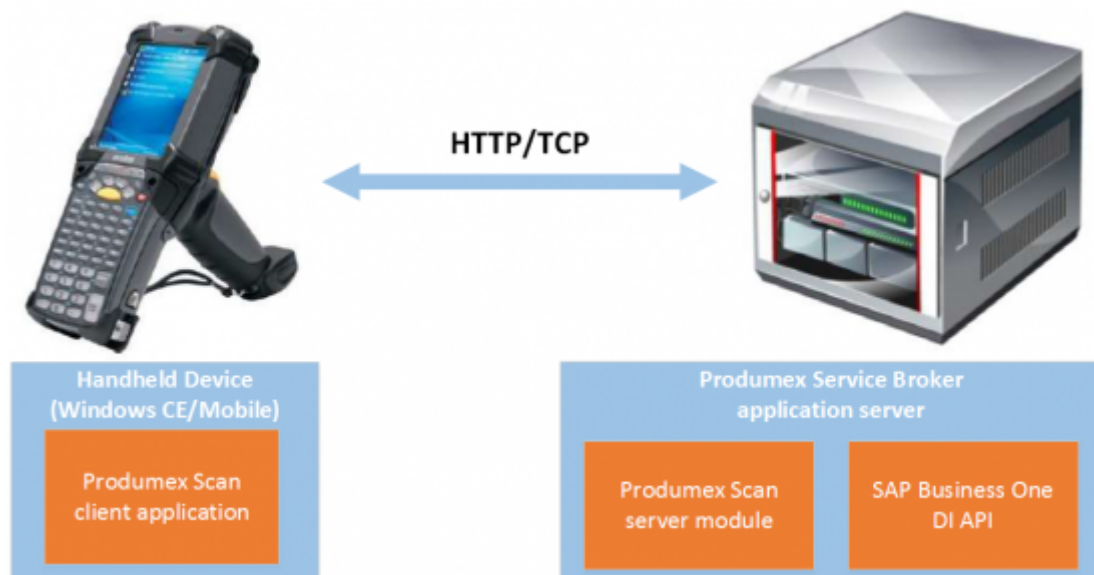 HTTP/TCP
Handheld Device
(Windows CE/Mobile)
Produmex Scan
client application
Produmex Service Broker
application server
Produmex Scan
server module
SAP Business One
DI API